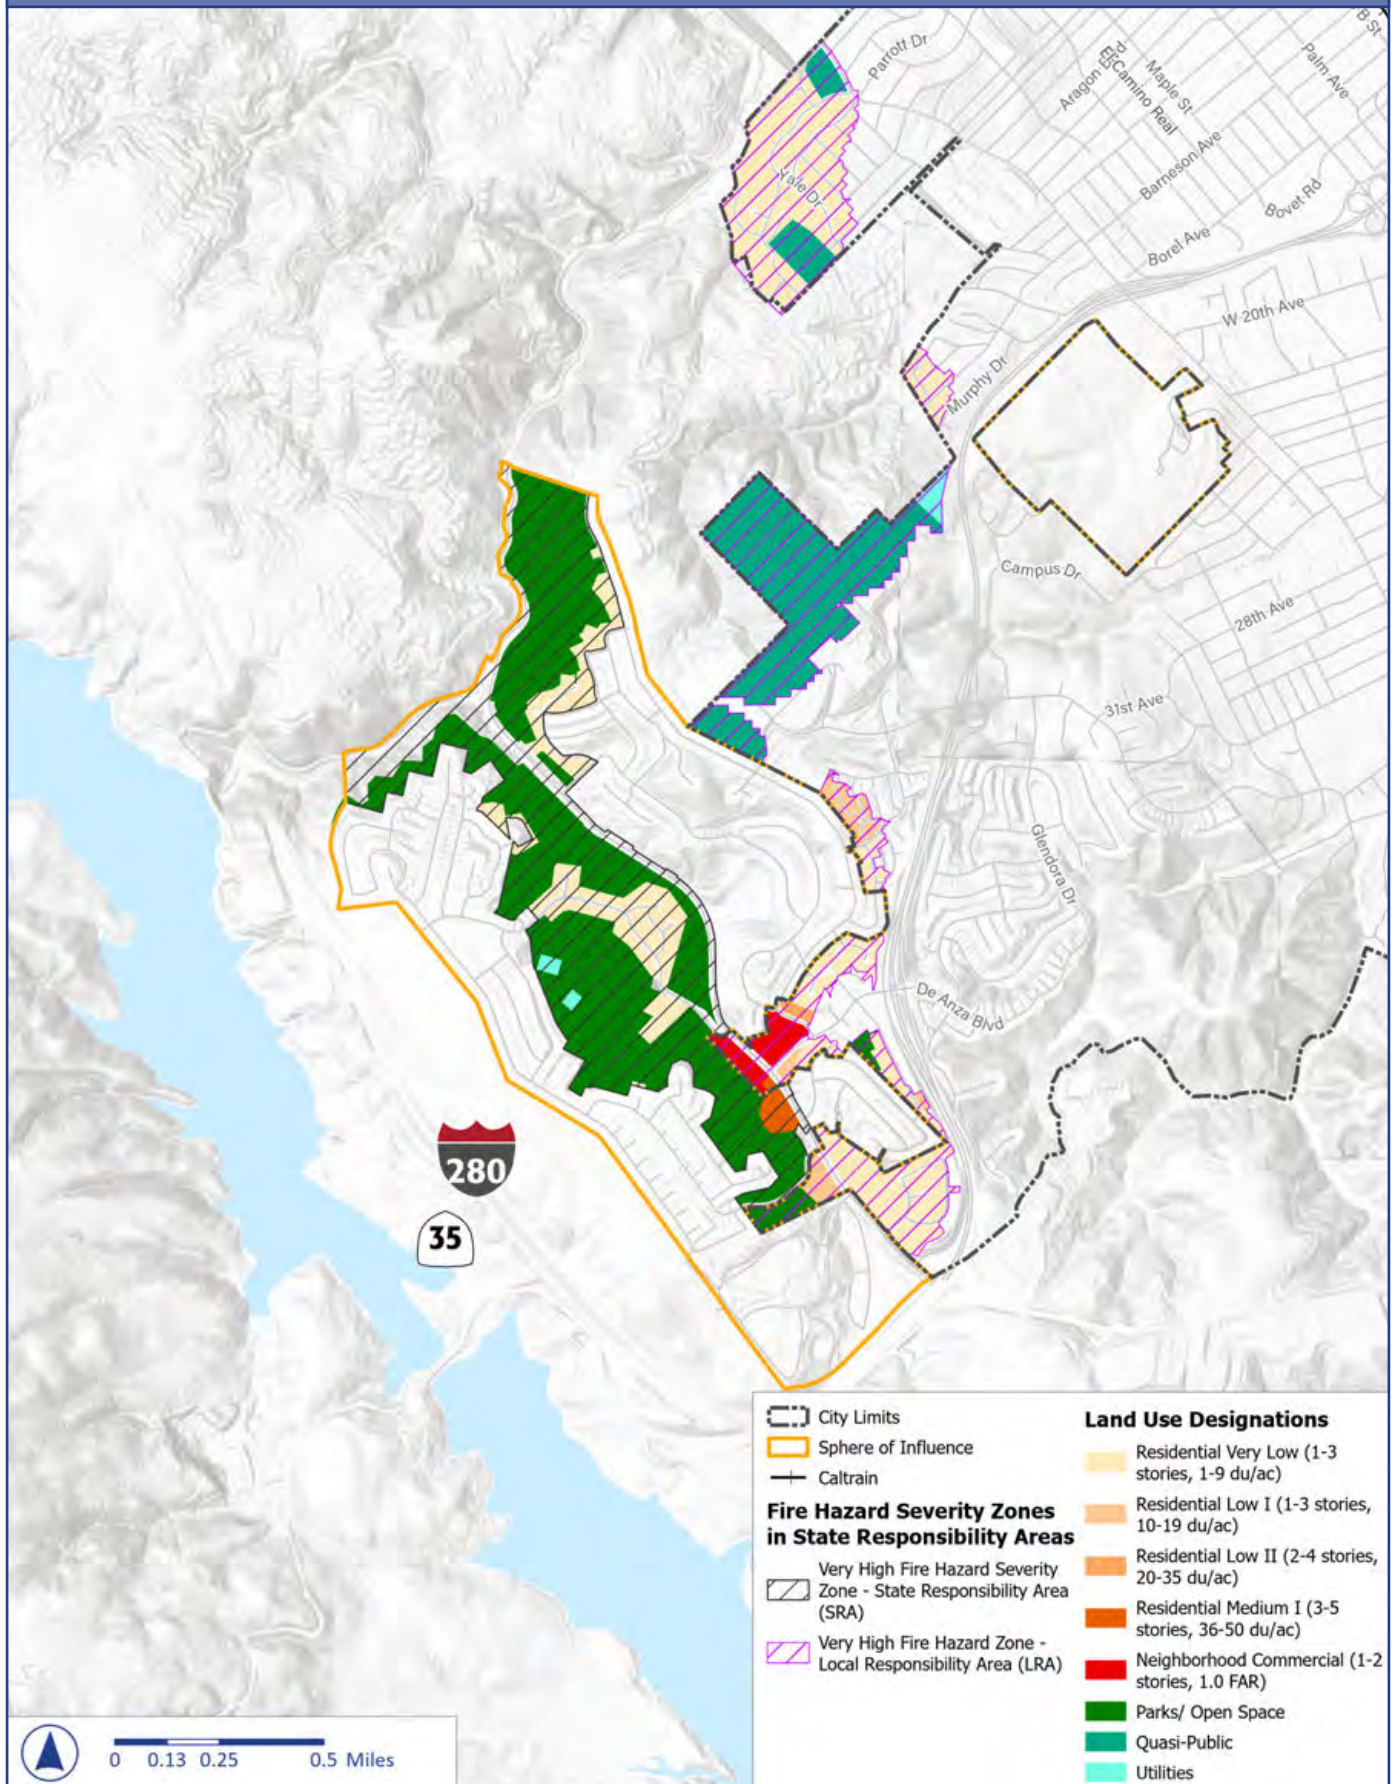 B St
Parrott Dr
Palm Ave
Maple St
Aragon Blvd
El Camino Real
Barneson Ave
Yale Dr
Bovet Rd
Borel Ave
W 20th Ave
Murphy Dr
Campus Dr
28th Ave
31st Ave
Glendora Dr
De Anza Blvd
280
35
City Limits
Sphere of Influence
Caltrain
Fire Hazard Severity Zones
in State Responsibility Areas
Very High Fire Hazard Severity
Zone - State Responsibility Area
(SRA)
Very High Fire Hazard Zone -
Local Responsibility Area (LRA)
Land Use Designations
Residential Very Low (1-3
stories, 1-9 du/ac)
Residential Low I (1-3 stories,
10-19 du/ac)
Residential Low II (2-4 stories,
20-35 du/ac)
Residential Medium I (3-5
stories, 36-50 du/ac)
Neighborhood Commercial (1-2
stories, 1.0 FAR)
Parks/ Open Space
Quasi-Public
Utilities
0 0.13 0.25 0.5 Miles